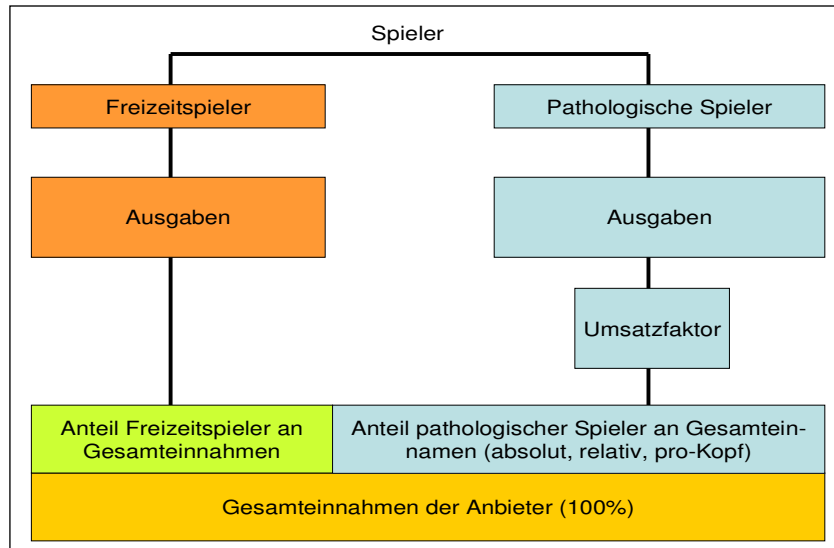 Spieler
Freizeitspieler
Pathologische Spieler
Ausgaben
Ausgaben
Umsatzfaktor
Anteil Freizeitspieler an
Gesamteinnahmen
Anteil pathologischer Spieler an Gesamtein-
namen (absolut, relativ, pro-Kopf)
Gesamteinnahmen der Anbieter (100%)